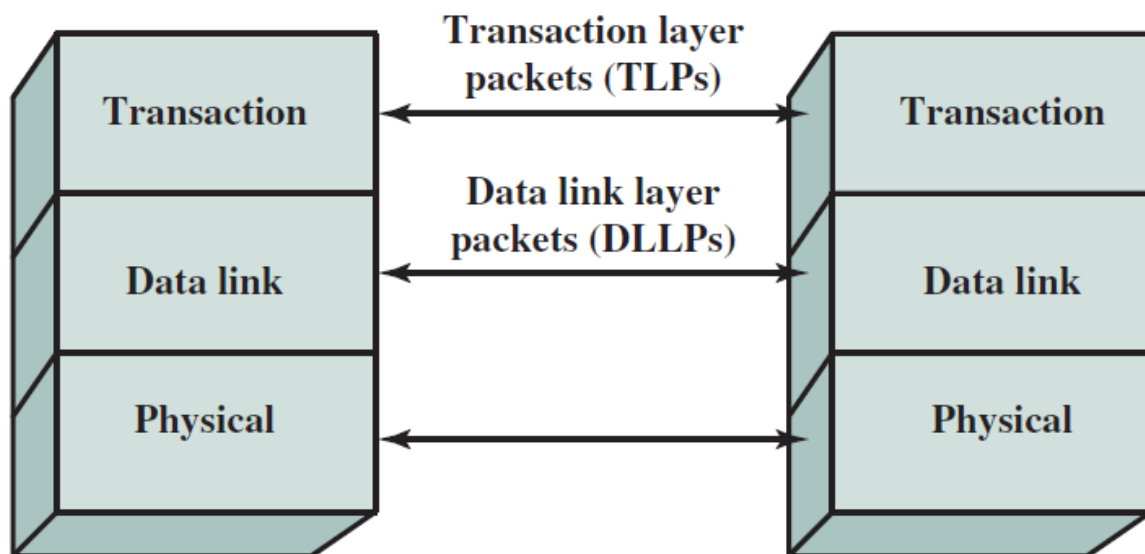 Transaction layer
packets (TLPs)
Transaction
Transaction
Data link layer
packets (DLLPs)
Data link
Data link
Physical
Physical